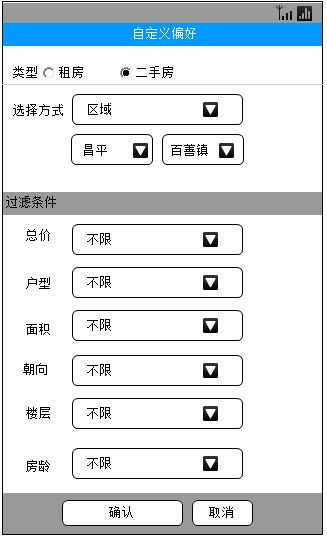 自定义偏好
类型 租房 二手房
选择方式 区域
昌平 百善镇
过滤条件
总价 不限
户型 不限
面积 不限
朝向 不限
楼层 不限
房龄 不限
确认 取消